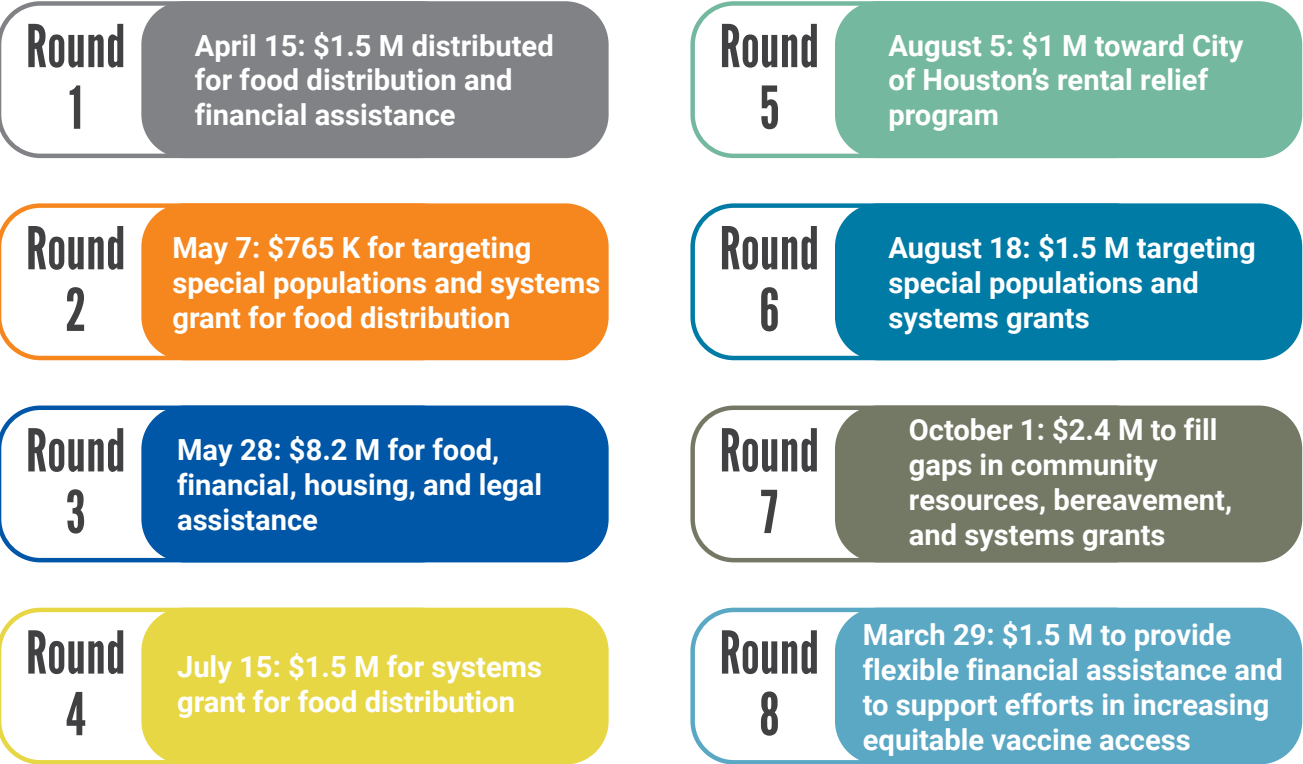 Round
1
April 15: $1.5 M distributed
for food distribution and
financial assistance
Round
2
May 7: $765 K for targeting
special populations and systems
grant for food distribution
Round
3
May 28: $8.2 M for food,
financial, housing, and legal
assistance
Round
4
July 15: $1.5 M for systems
grant for food distribution
Round
5
August 5: $1 M toward City
of Houston's rental relief
program
Round
6
August 18: $1.5 M targeting
special populations and
systems grants
Round
7
October 1: $2.4 M to fill
gaps in community
resources, bereavement,
and systems grants
Round
8
March 29: $1.5 M to provide
flexible financial assistance and
to support efforts in increasing
equitable vaccine access